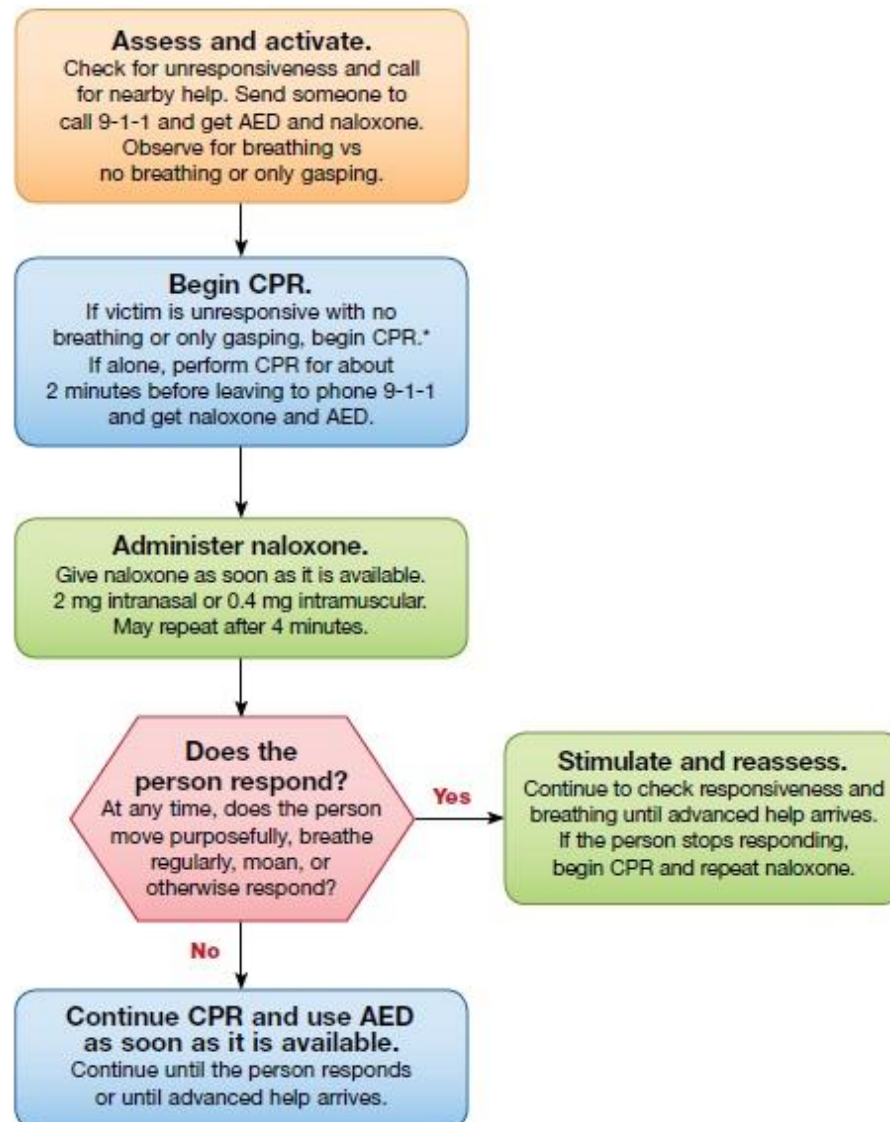 Assess and activate.
Check for unresponsiveness and call
for nearby help. Send someone to
call 9-1-1 and get AED and naloxone.
Observe for breathing vs
no breathing or only gasping.
Begin CPR.
If victim is unresponsive with no
breathing or only gasping, begin CPR.*
If alone, perform CPR for about
2 minutes before leaving to phone 9-1-1
and get naloxone and AED.
Administer naloxone.
Give naloxone as soon as it is available.
2 mg intranasal or 0.4 mg intramuscular.
May repeat after 4 minutes.
Does the
person respond?
At any time, does the person
move purposefully, breathe
regularly, moan, or
otherwise respond?
Yes
Stimulate and reassess.
Continue to check responsiveness and
breathing until advanced help arrives.
If the person stops responding,
begin CPR and repeat naloxone.
No
Continue CPR and use AED
as soon as it is available.
Continue until the person responds
or until advanced help arrives.